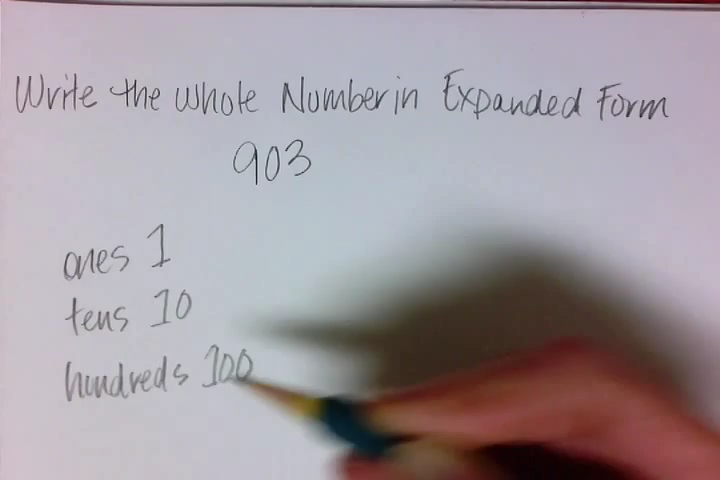 Write the whole Number in Expanded Form
903
ones 1
tens 10
hundreds 100